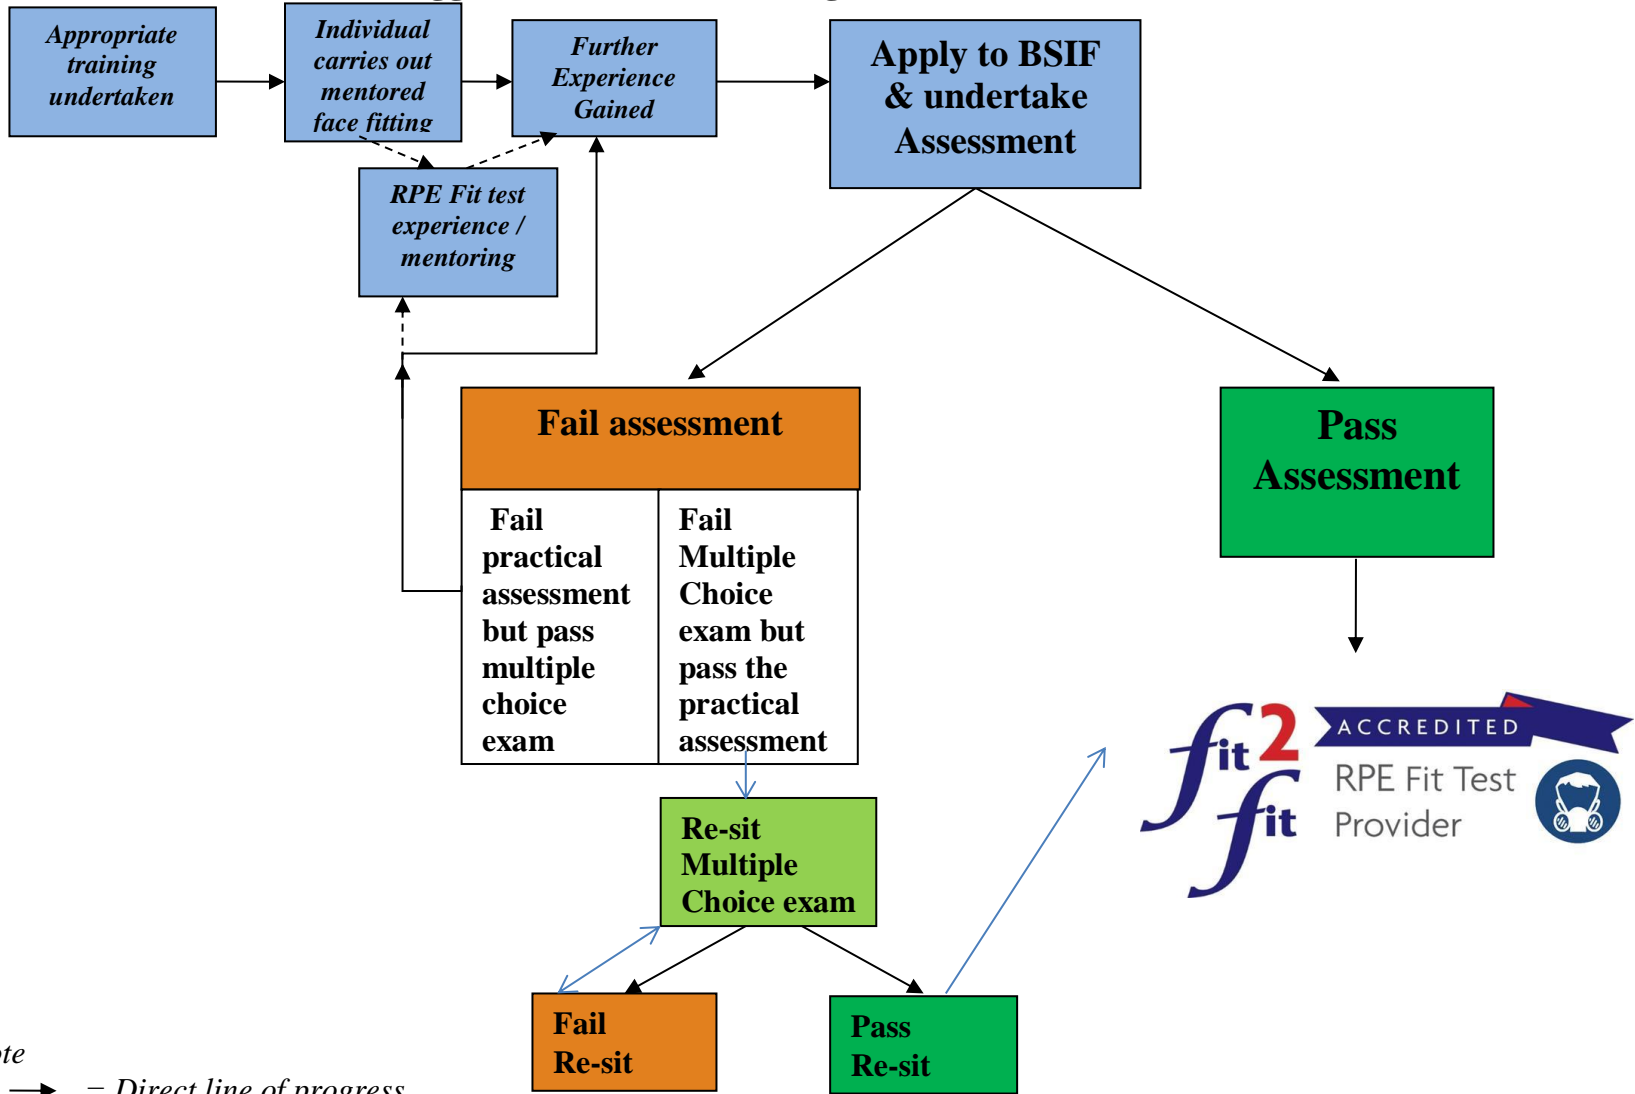 Appropriate
training
undertaken
Individual
carries out
mentored
face fitting
Further
Experience
Gained
Apply to BSIF
& undertake
Assessment
RPE Fit test
experience /
mentoring
Fail assessment
Pass
Assessment
Fail
practical
assessment
but pass
multiple
choice
exam
Fail
Multiple
Choice
exam but
pass the
practical
assessment
fit2
fit
ACCREDITED
RPE Fit Test
Provider
Re-sit
Multiple
Choice exam
Fail
Re-sit
Pass
Re-sit
= Direct line of progress